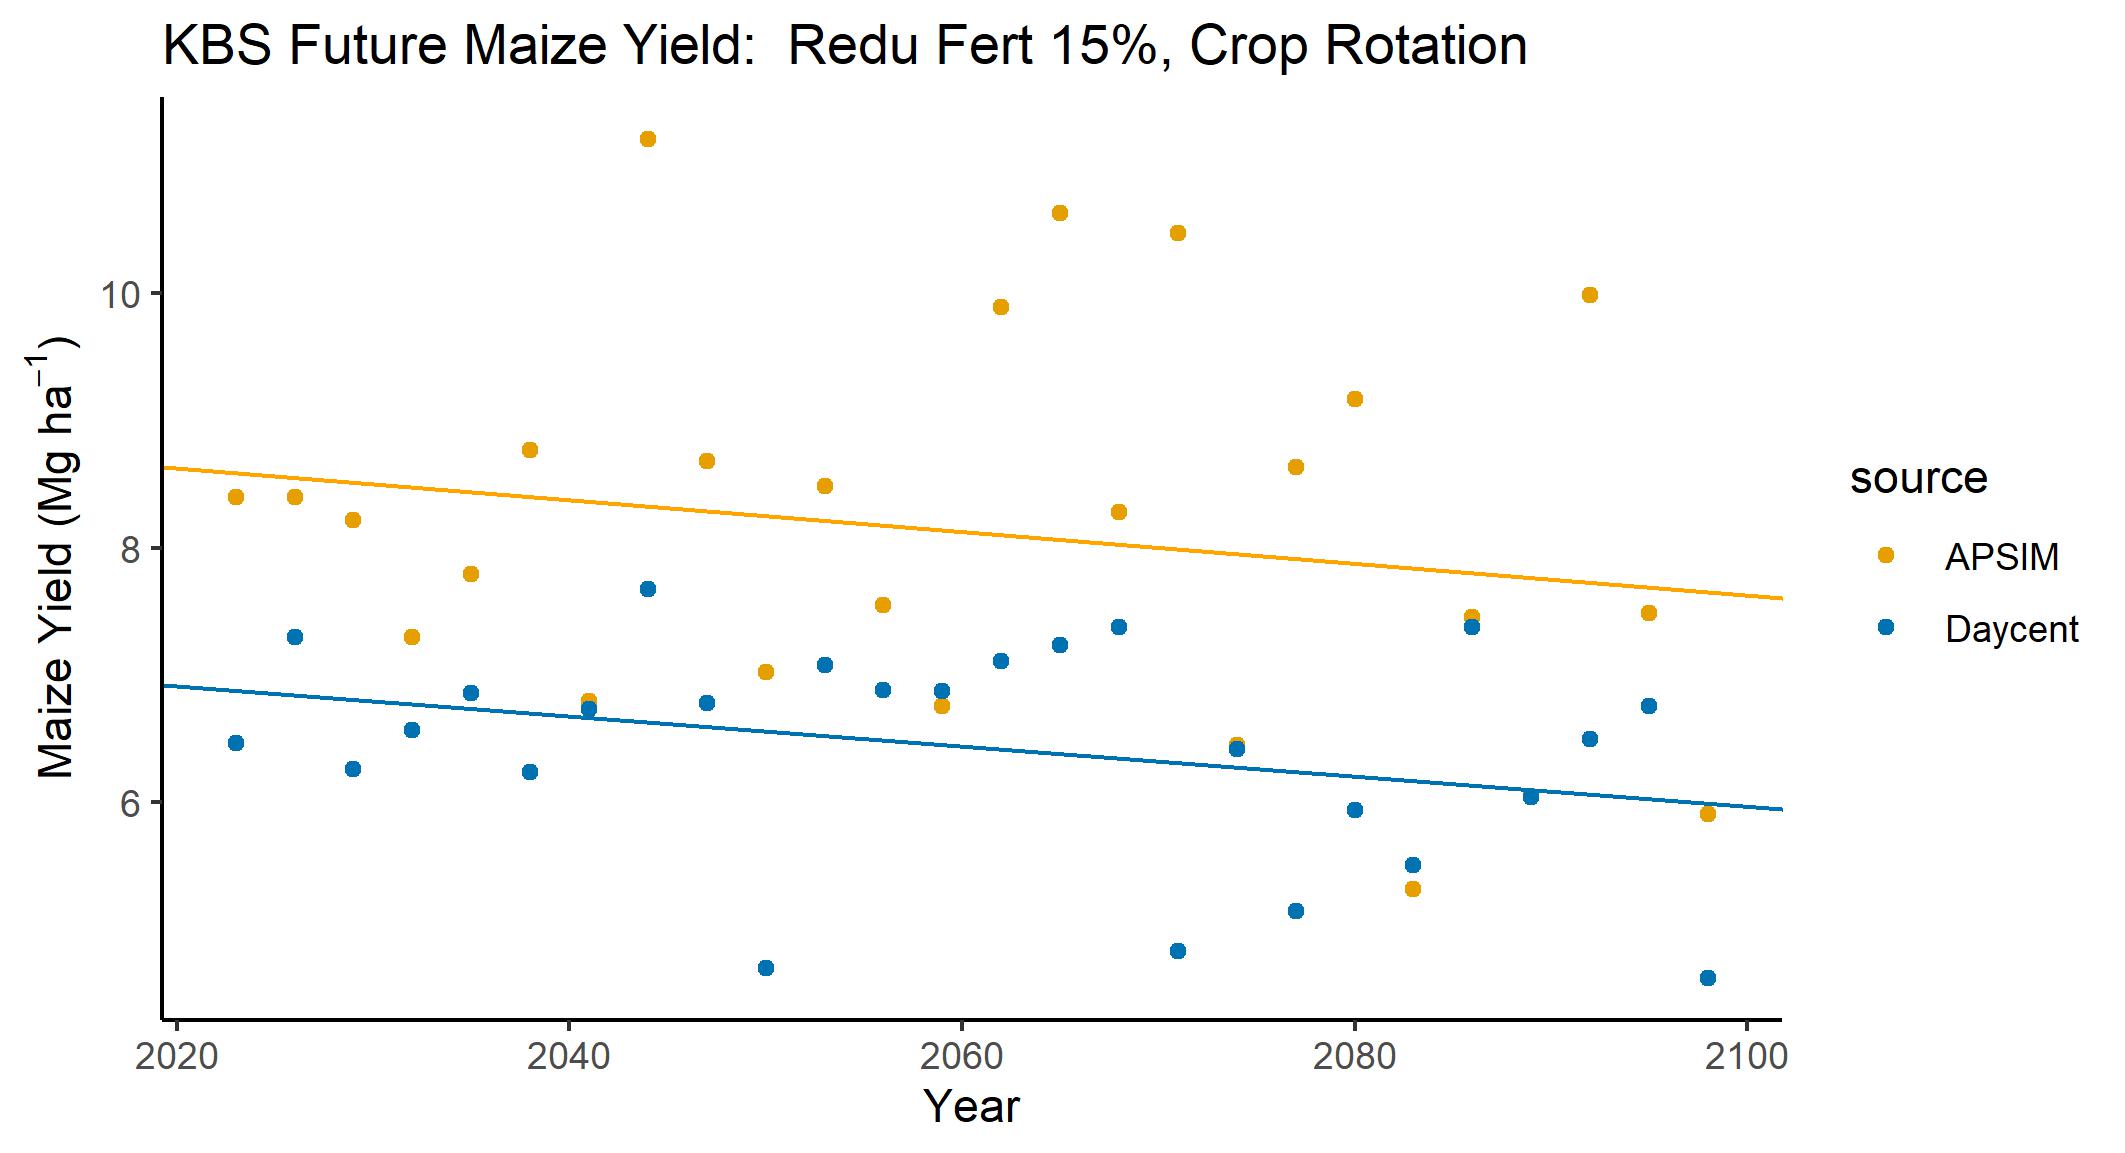 KBS Future Maize Yield:  Redu Fert 15%, Crop Rotation
Maize Yield (Mg ha⁻¹)
10
8
6
2020 2040 2060 2080 2100
Year
source
APSIM
Daycent